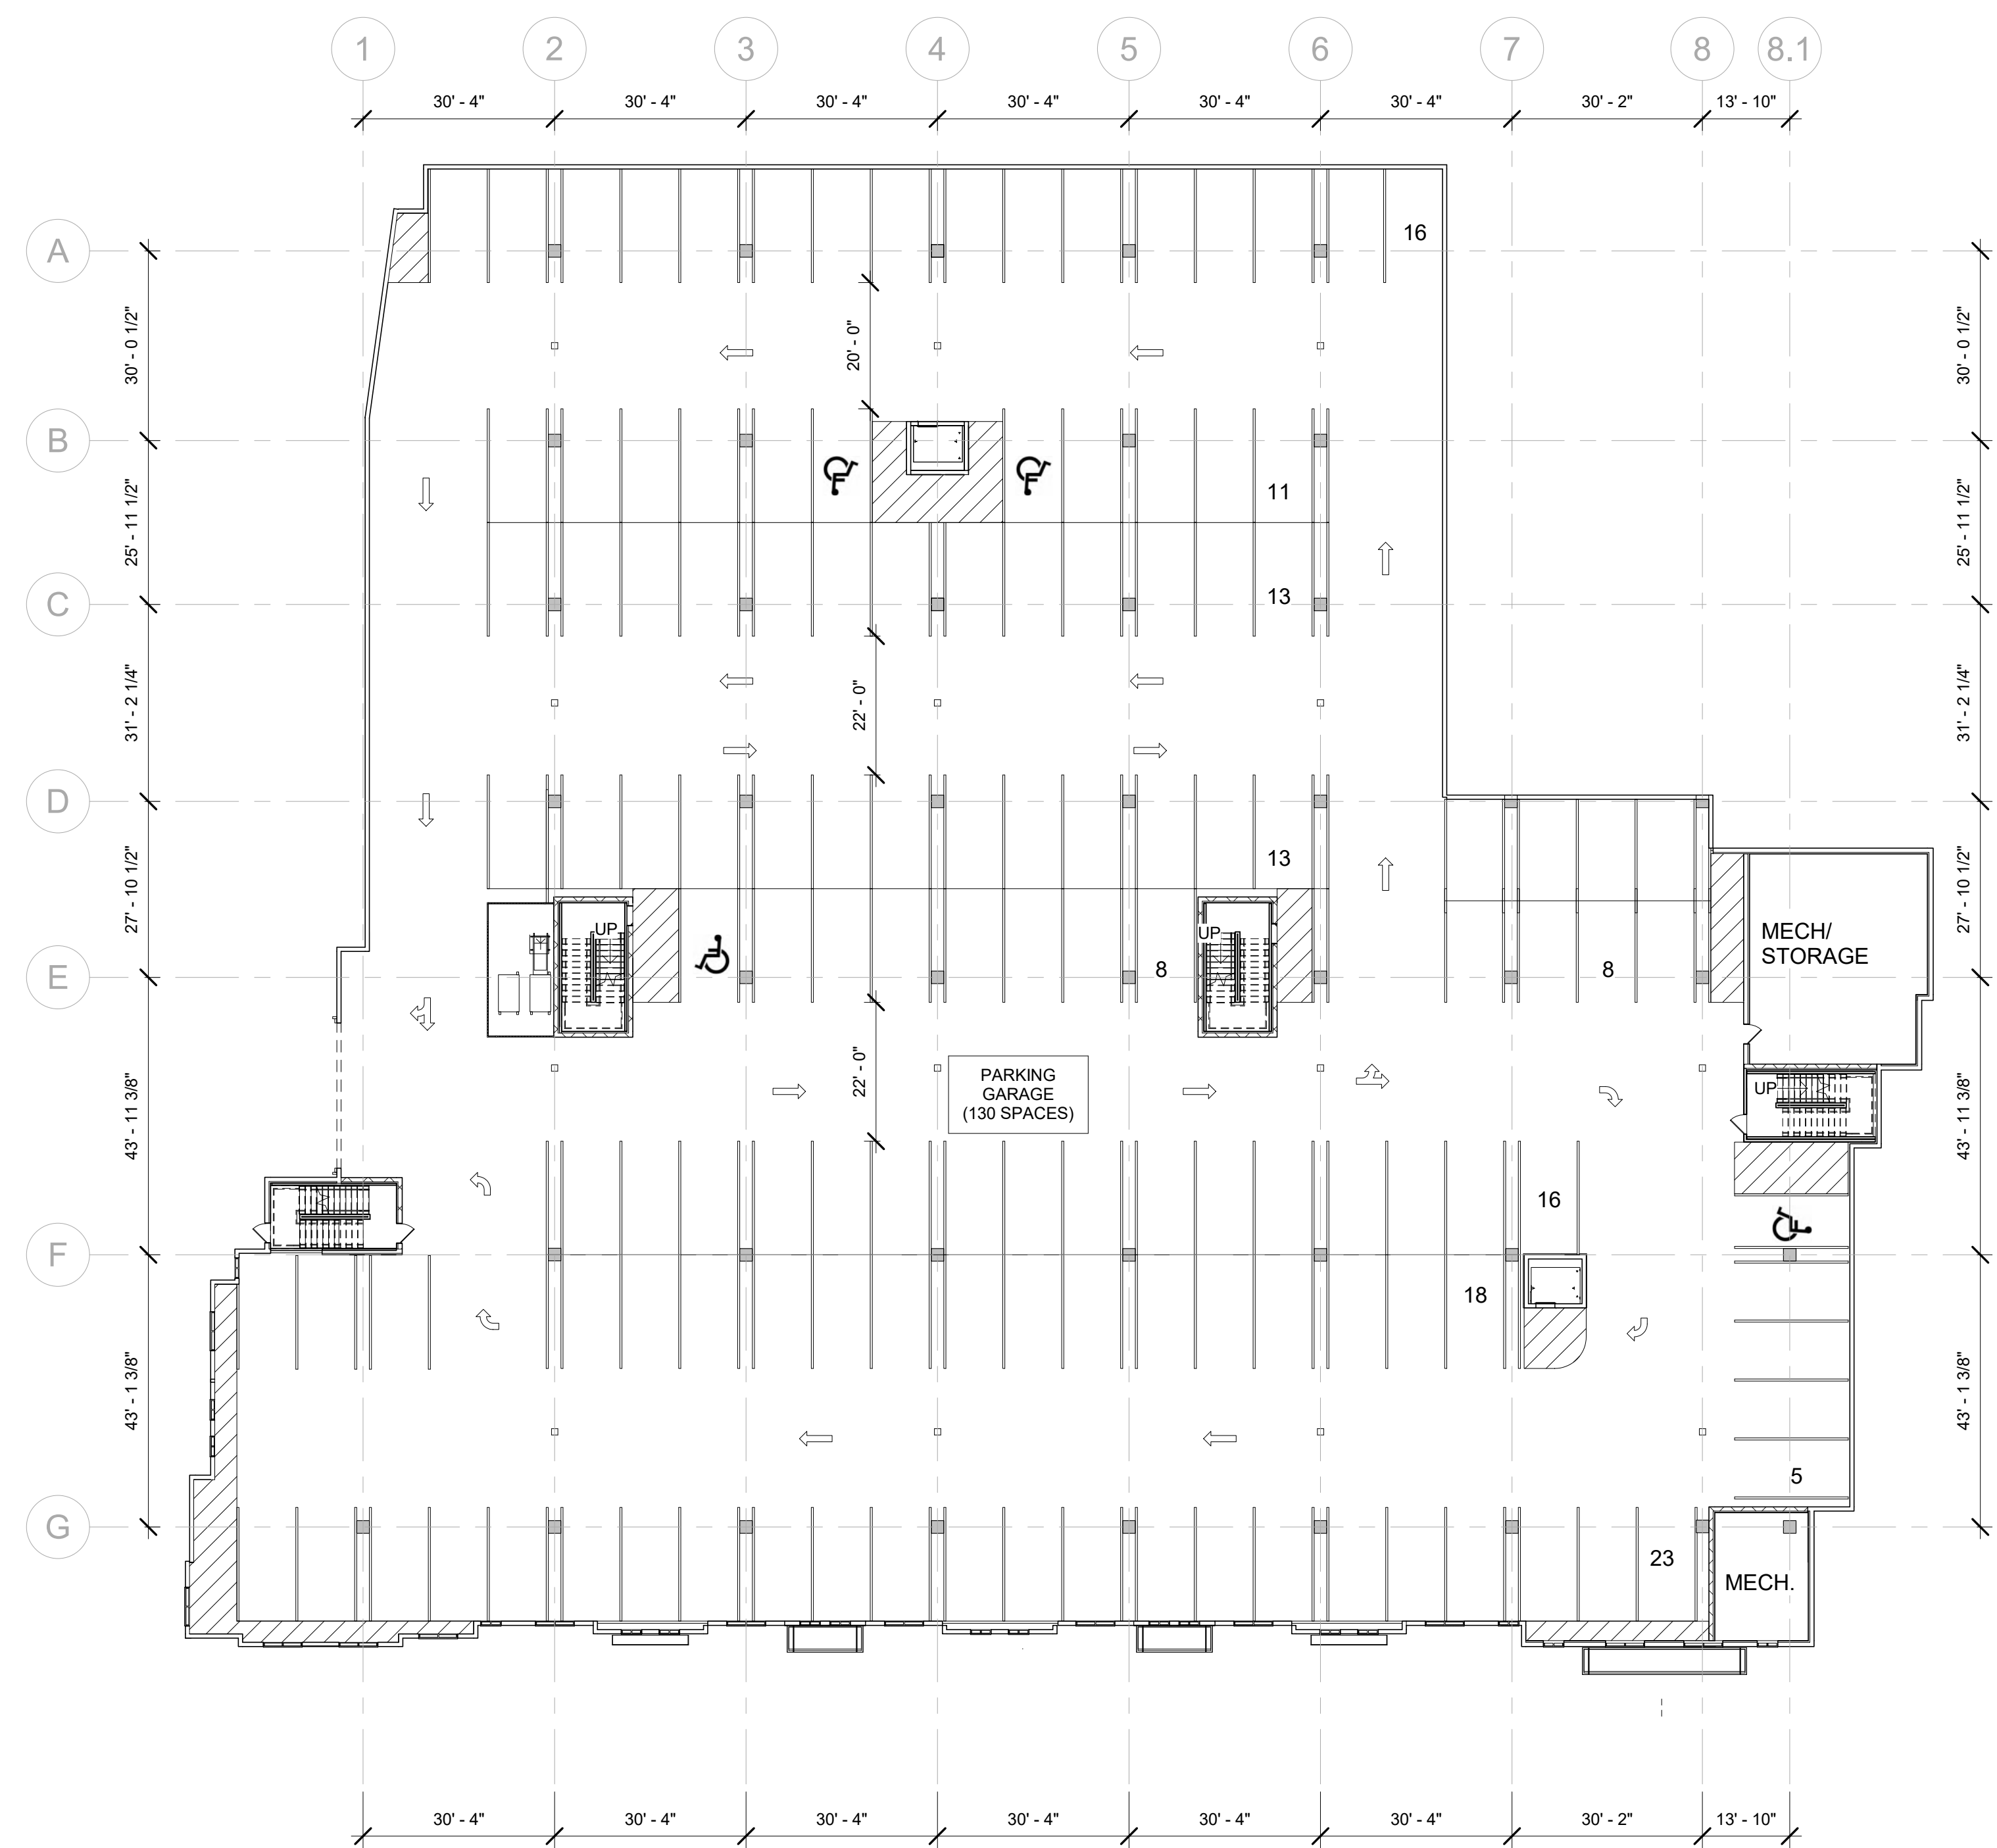 1 2 3 4 5 6 7 8 8.1
30' - 4" 30' - 4" 30' - 4" 30' - 4" 30' - 4" 30' - 4" 30' - 2" 13' - 10"
A
16
30' - 0 1/2"
20' - 0"
30' - 0 1/2"
B
11
25' - 11 1/2"
25' - 11 1/2"
C
13
31' - 2 1/4"
22' - 0"
31' - 2 1/4"
D
13
27' - 10 1/2"
27' - 10 1/2"
UP
UP
MECH/
STORAGE
E
8
8
43' - 11 3/8"
22' - 0"
PARKING
GARAGE
(130 SPACES)
UP
43' - 11 3/8"
16
F
18
43' - 1 3/8"
43' - 1 3/8"
5
G
23
MECH.
30' - 4" 30' - 4" 30' - 4" 30' - 4" 30' - 4" 30' - 4" 30' - 2" 13' - 10"